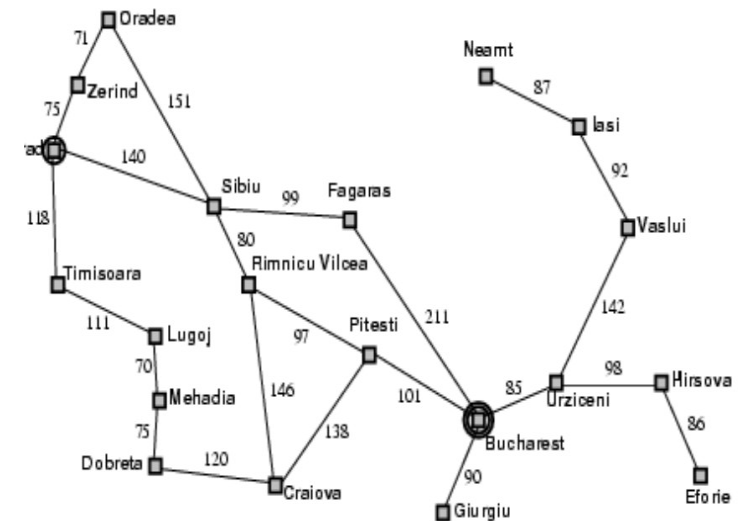 Oradea
71
Neamt
87
Zerind
151
75
Iasi
rad
140
92
Sibiu
99
Fagaras
118
80
Vaslui
Timisoara
Rimnicu Vilcea
111
97
Pitesti
211
142
Lugoj
70
146
101
85
98
Hirsova
Mehadia
138
Urziceni
75
86
Bucharest
Dobreta
120
90
Craiova
Eforie
Giurgiu